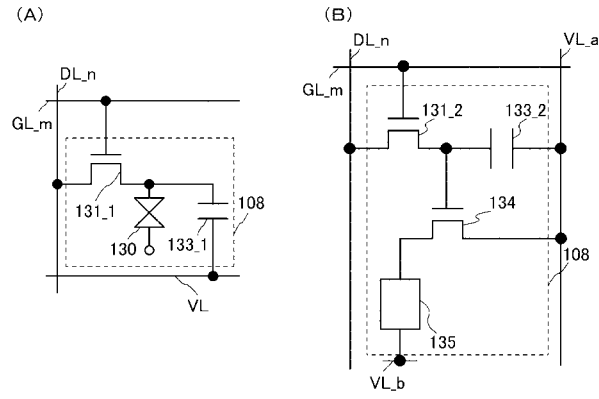 (A)
DL_n
GL_m
131_1
130
133_1
108
VL
(B)
DL_n
VL_a
GL_m
131_2
133_2
134
108
135
VL_b